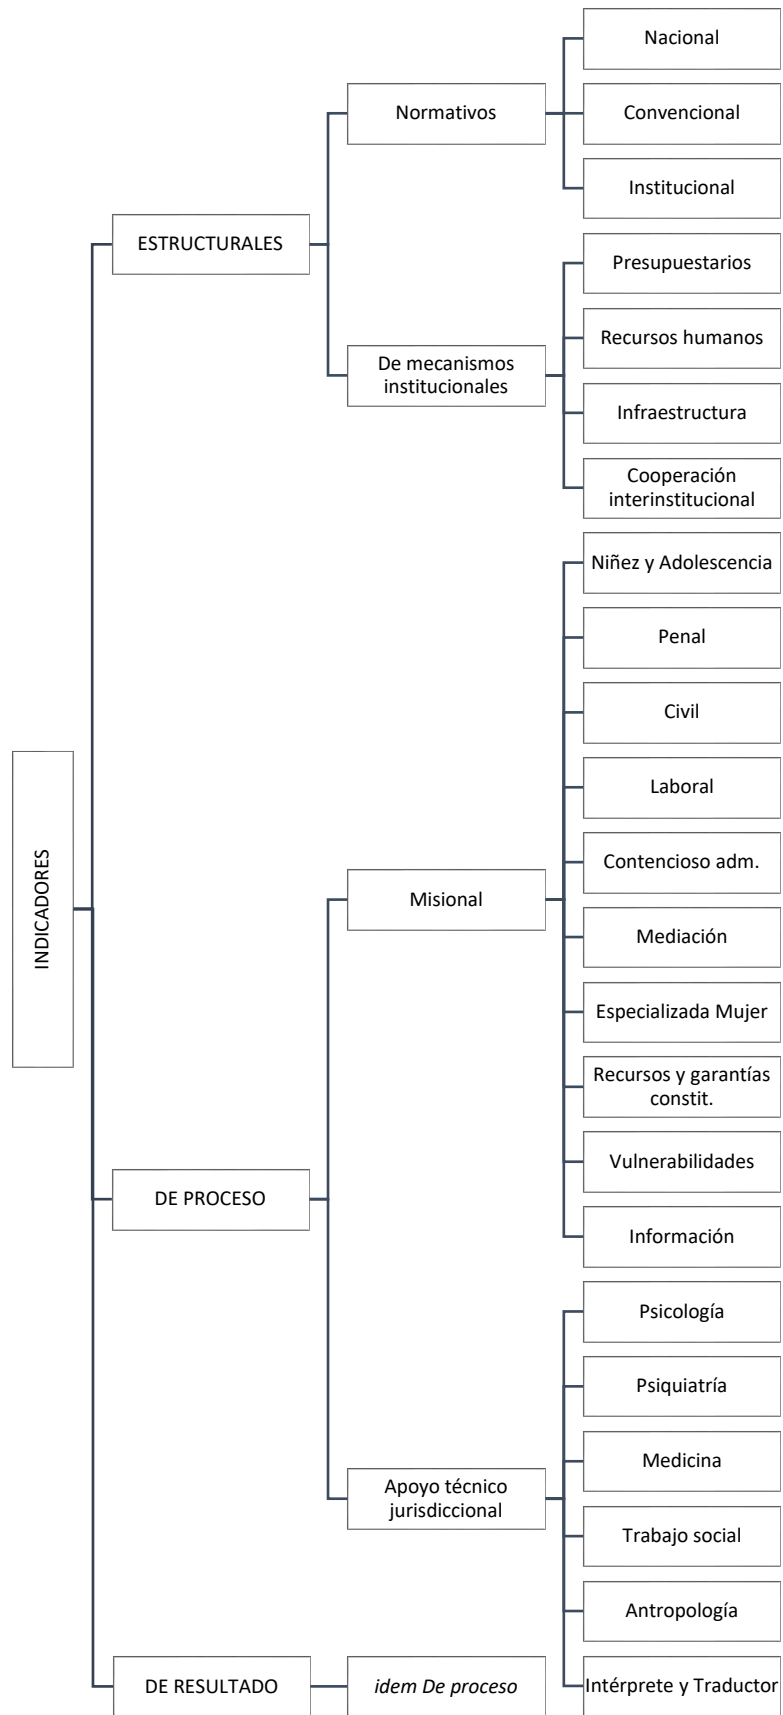 INDICADORES
ESTRUCTURALES
Normativos
Nacional
Convencional
Institucional
De mecanismos
institucionales
Presupuestarios
Recursos humanos
Infraestructura
Cooperación
interinstitucional
DE PROCESO
Misional
Niñez y Adolescencia
Penal
Civil
Laboral
Contencioso adm.
Mediación
Especializada Mujer
Recursos y garantías
constit.
Vulnerabilidades
Información
Apoyo técnico
jurisdiccional
Psicología
Psiquiatría
Medicina
Trabajo social
Antropología
Intérprete y Traductor
DE RESULTADO
idem De proceso